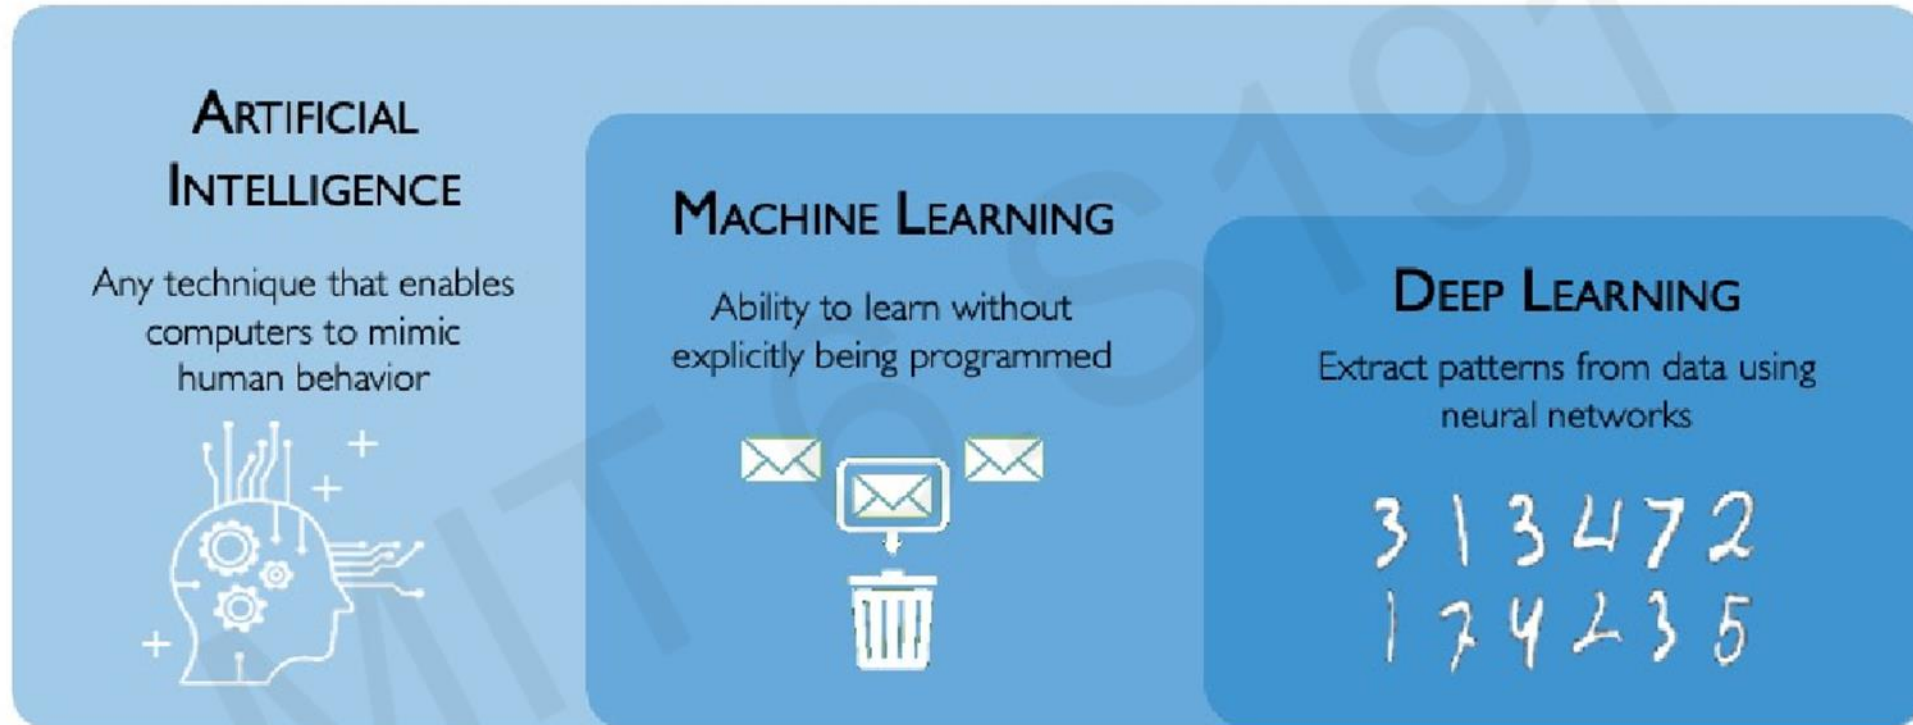 ARTIFICIAL
INTELLIGENCE
Any technique that enables
computers to mimic
human behavior
MACHINE LEARNING
Ability to learn without
explicitly being programmed
DEEP LEARNING
Extract patterns from data using
neural networks
3 1 3 4 7 2
1 7 4 2 3 5
MIT 6.S191